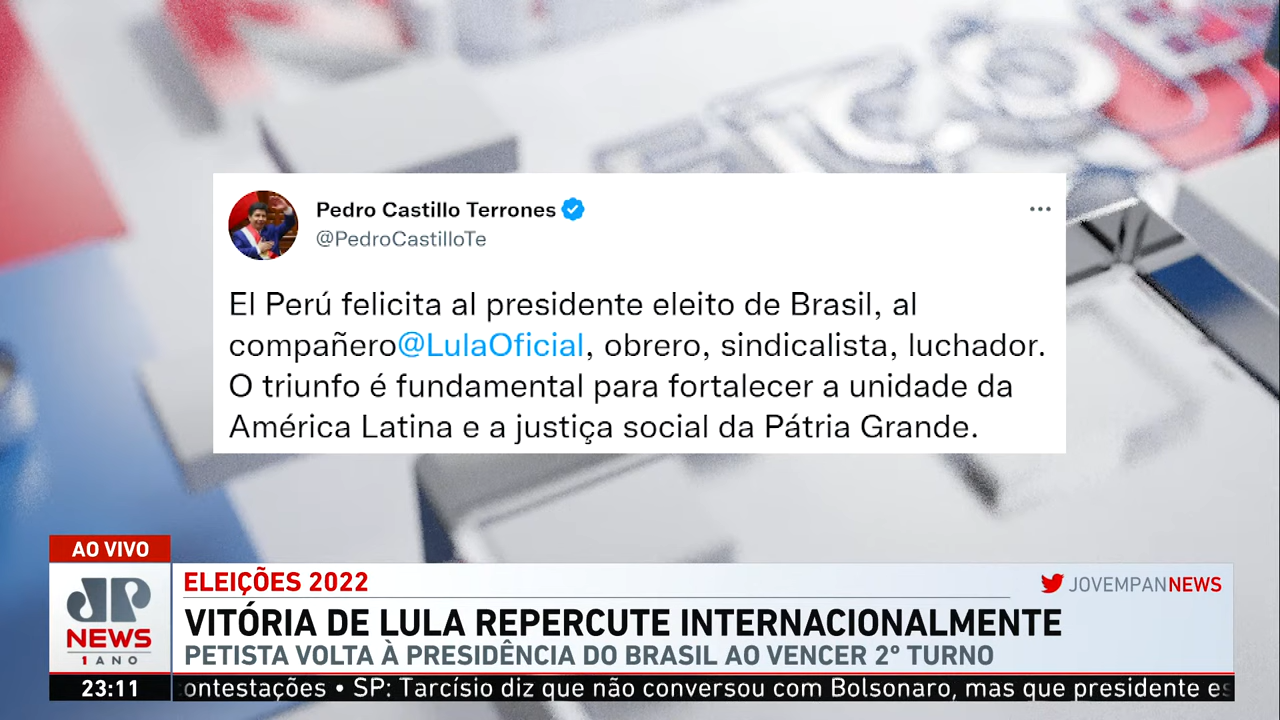 Pedro Castillo Terrones
@PedroCastilloTe
El Perú felicita al presidente eleito de Brasil, al
compañero@LulaOficial, obrero, sindicalista, luchador.
O triunfo é fundamental para fortalecer a unidade da
América Latina e a justiça social da Pátria Grande.
AO VIVO
JP
NEWS
1 ANO
23:11
ELEIÇÕES 2022
JOVEMPANNEWS
VITÓRIA DE LULA REPERCUTE INTERNACIONALMENTE
PETISTA VOLTA À PRESIDÊNCIA DO BRASIL AO VENCER 2º TURNO
ontestações • SP: Tarcísio diz que não conversou com Bolsonaro, mas que presidente es